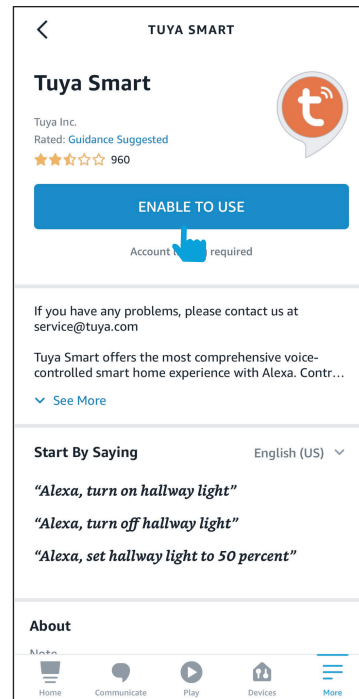 TUYA SMART
Tuya Smart
Tuya Inc.
Rated: Guidance Suggested
960
ENABLE TO USE
Account required
If you have any problems, please contact us at
service@tuya.com
Tuya Smart offers the most comprehensive voice-
controlled smart home experience with Alexa. Contr...
See More
Start By Saying English (US)
“Alexa, turn on hallway light”
“Alexa, turn off hallway light”
“Alexa, set hallway light to 50 percent”
About
Note
Home Communicate Play Devices More